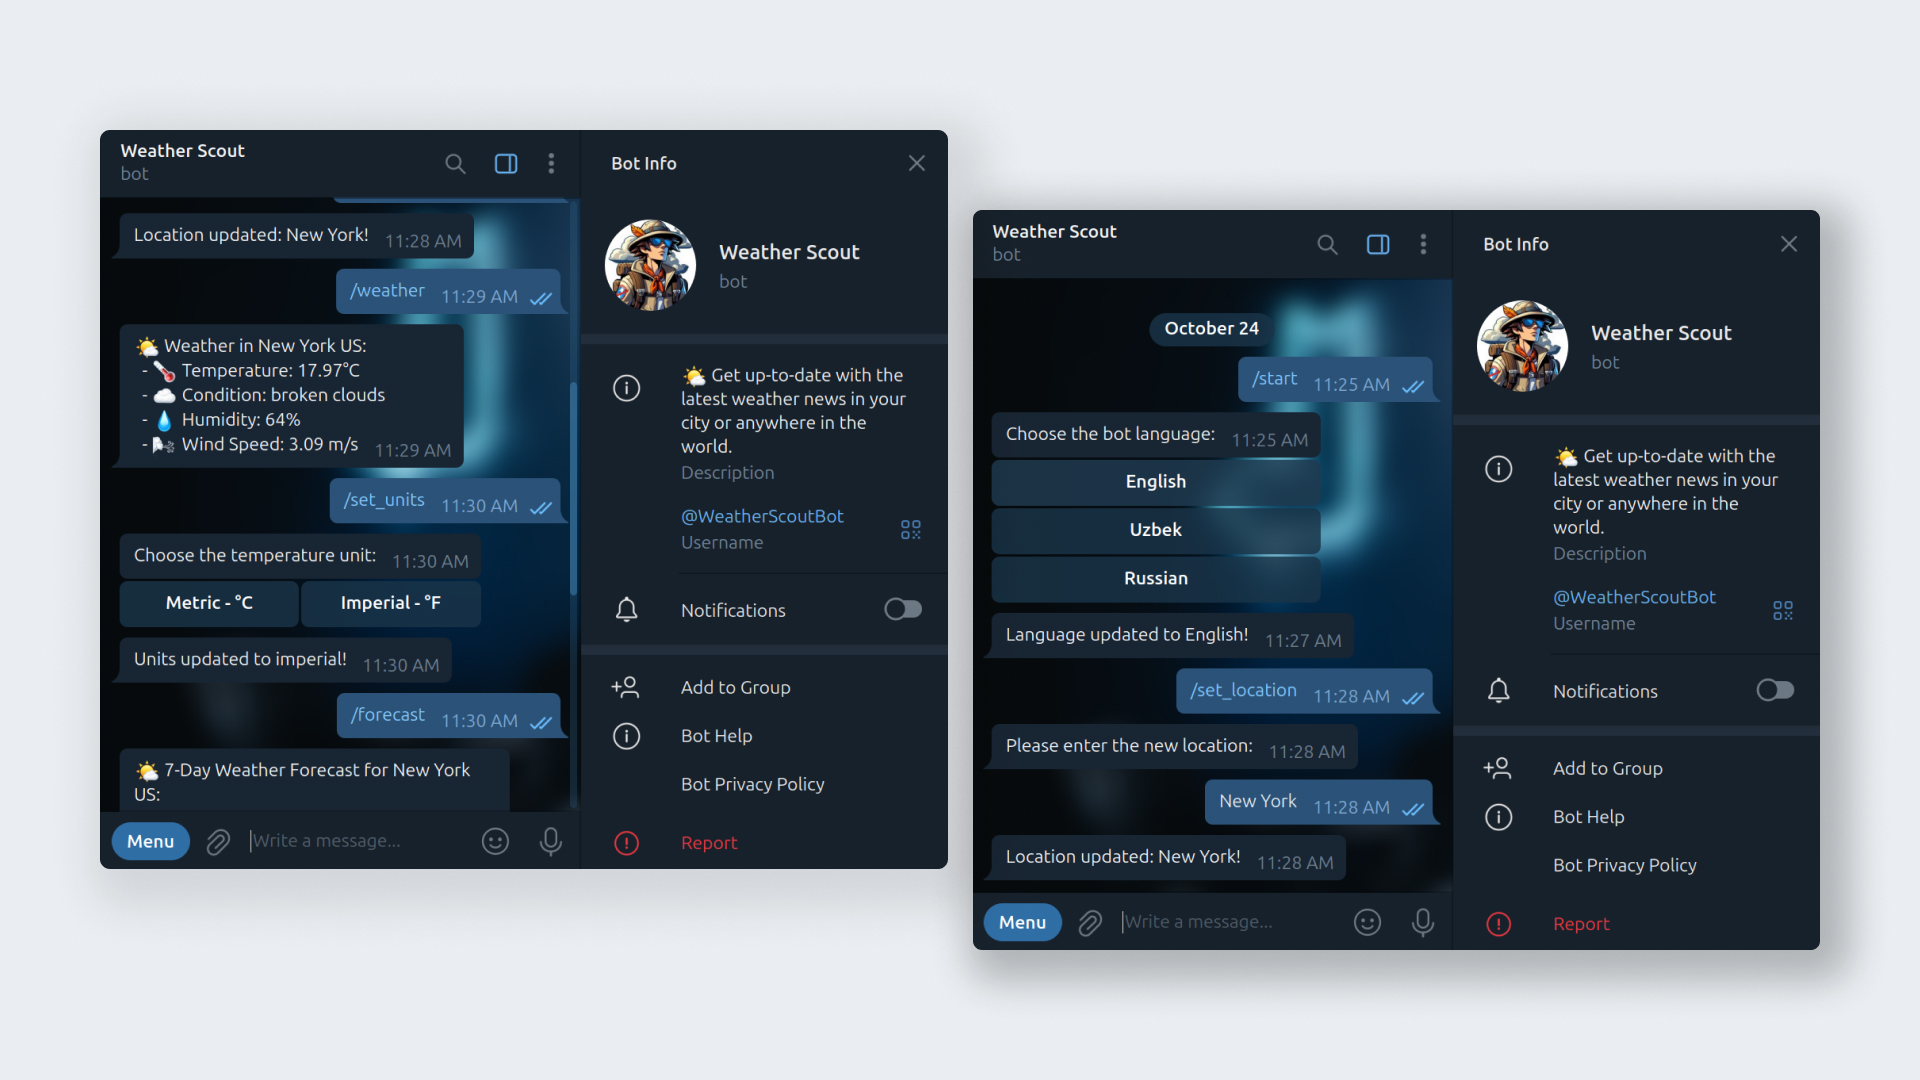 Weather Scout
bot
Location updated: New York! 11:28 AM
/weather 11:29 AM
Weather in New York US:
- Temperature: 17.97°C
- Condition: broken clouds
- Humidity: 64%
- Wind Speed: 3.09 m/s 11:29 AM
/set_units 11:30 AM
Choose the temperature unit: 11:30 AM
Metric - °C Imperial - °F
Units updated to imperial! 11:30 AM
/forecast 11:30 AM
7-Day Weather Forecast for New York
US:
Menu Write a message...
Bot Info
Weather Scout
bot
Get up-to-date with the
latest weather news in your
city or anywhere in the
world.
Description
@WeatherScoutBot
Username
Notifications
Add to Group
Bot Help
Bot Privacy Policy
Report
Weather Scout
bot
October 24
/start 11:25 AM
Choose the bot language: 11:25 AM
English
Uzbek
Russian
Language updated to English! 11:27 AM
/set_location 11:28 AM
Please enter the new location: 11:28 AM
New York 11:28 AM
Location updated: New York! 11:28 AM
Menu Write a message...
Bot Info
Weather Scout
bot
Get up-to-date with the
latest weather news in your
city or anywhere in the
world.
Description
@WeatherScoutBot
Username
Notifications
Add to Group
Bot Help
Bot Privacy Policy
Report